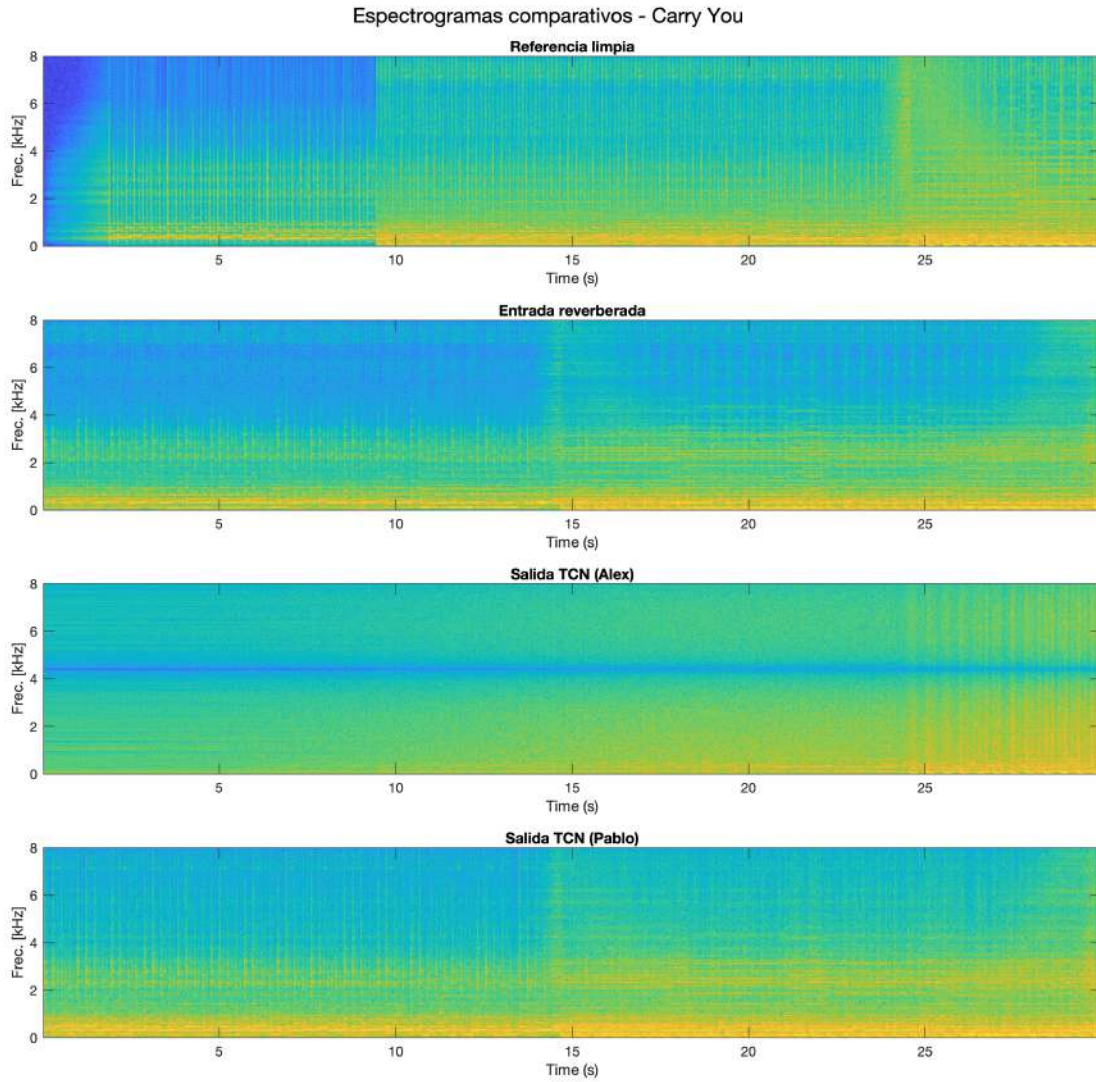 Espectrogramas comparativos - Carry You
Referencia limpia
Frec. [kHz]
8
6
4
2
0
5 10 15 20 25
Time (s)
Entrada reverberada
Frec. [kHz]
8
6
4
2
0
5 10 15 20 25
Time (s)
Salida TCN (Alex)
Frec. [kHz]
8
6
4
2
0
5 10 15 20 25
Time (s)
Salida TCN (Pablo)
Frec. [kHz]
8
6
4
2
0
5 10 15 20 25
Time (s)